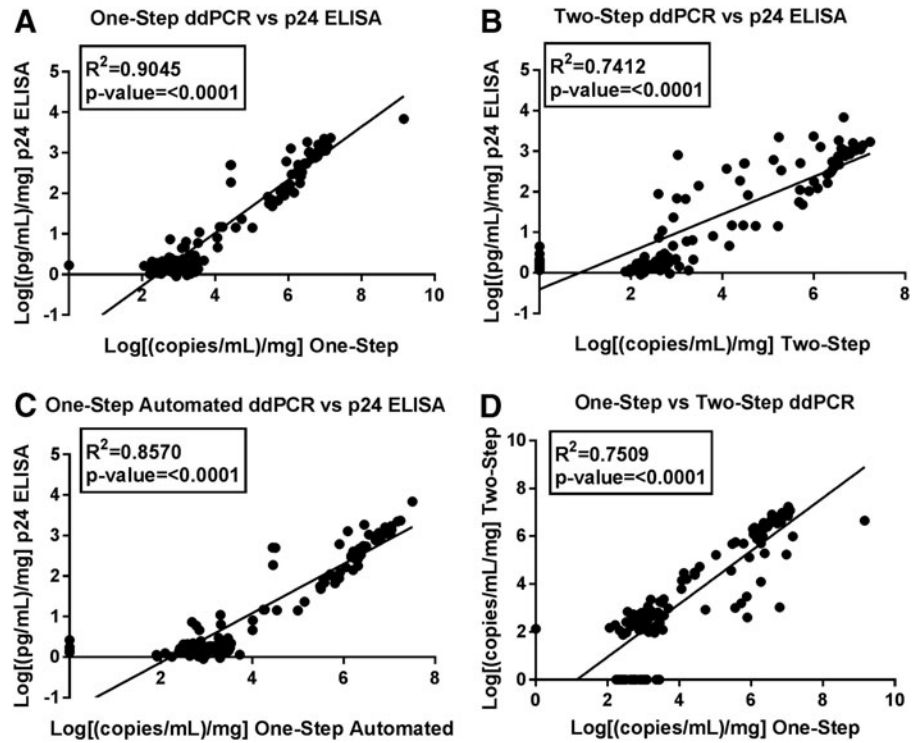 A
One-Step ddPCR vs p24 ELISA
R²=0.9045
p-value=<0.0001
Log[(pg/mL)/mg] p24 ELISA
5
4
3
2
1
0
-1
2
4
6
8
10
Log[(copies/mL)/mg] One-Step
B
Two-Step ddPCR vs p24 ELISA
R²=0.7412
p-value=<0.0001
Log[(pg/mL)/mg] p24 ELISA
5
4
3
2
1
0
-1
2
4
6
8
Log[(copies/mL)/mg] Two-Step
C
One-Step Automated ddPCR vs p24 ELISA
R²=0.8570
p-value=<0.0001
Log[(pg/mL)/mg] p24 ELISA
5
4
3
2
1
0
-1
2
4
6
8
Log[(copies/mL)/mg] One-Step Automated
D
One-Step vs Two-Step ddPCR
R²=0.7509
p-value=<0.0001
Log[(copies/mL/mg] Two-Step
10
8
6
4
2
0
0
2
4
6
8
10
Log[(copies/mL)/mg] One-Step